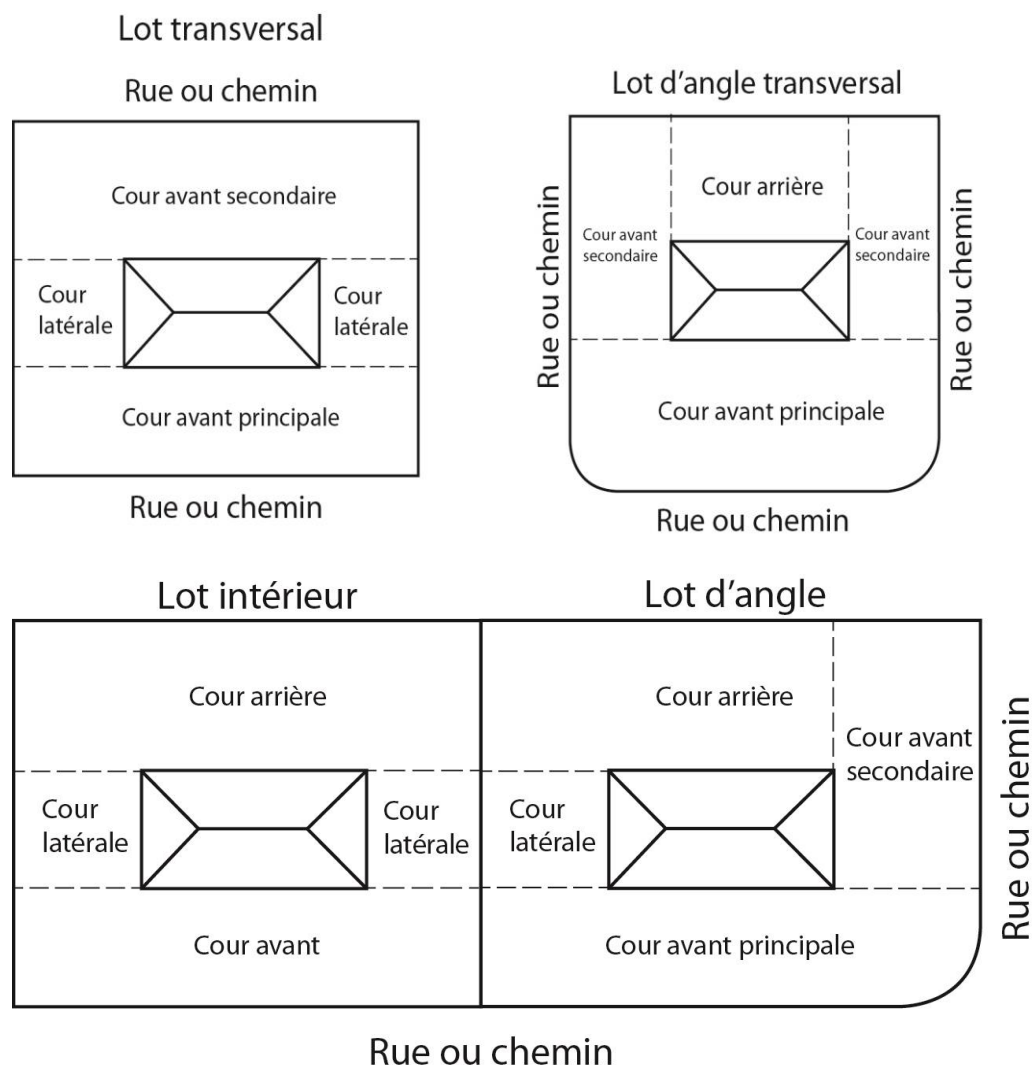 Lot transversal
Rue ou chemin
Cour avant secondaire
Cour
latérale
Cour
latérale
Cour avant principale
Rue ou chemin
Lot d'angle transversal
Rue ou chemin
Cour arrière
Cour avant
secondaire
Cour avant
secondaire
Rue ou chemin
Cour avant principale
Rue ou chemin
Lot intérieur
Cour arrière
Cour
latérale
Cour
latérale
Cour avant
Lot d'angle
Cour arrière
Cour avant
secondaire
Cour
latérale
Cour avant principale
Rue ou chemin
Rue ou chemin